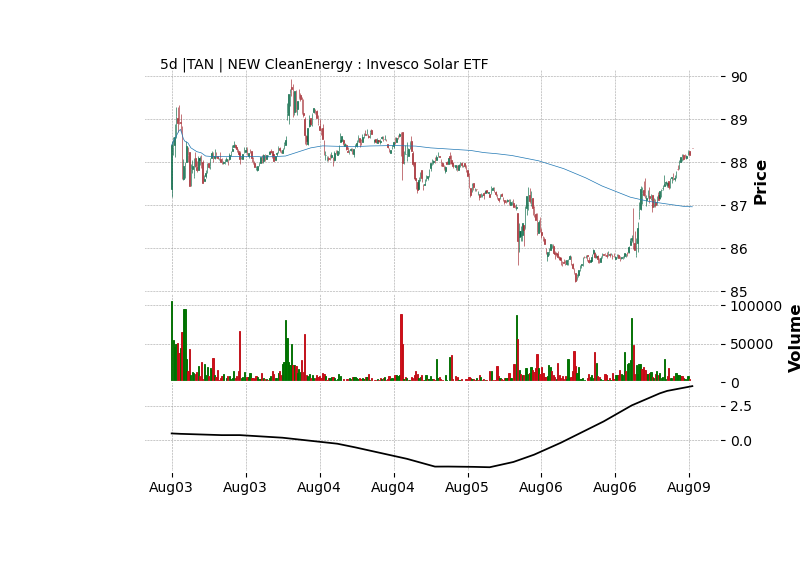 5d |TAN | NEW CleanEnergy : Invesco Solar ETF
90
89
88
87
86
85
Price
100000
50000
0
Volume
2.5
0.0
Aug03 Aug03 Aug04 Aug04 Aug05 Aug06 Aug06 Aug09